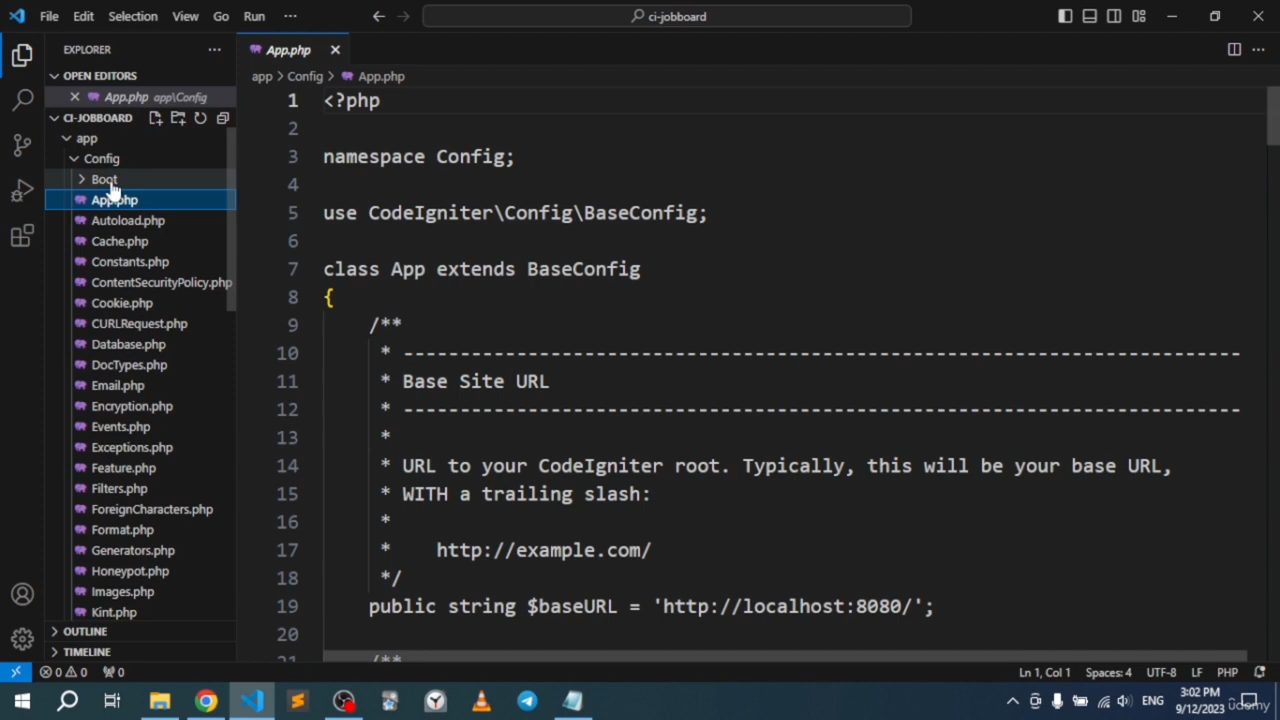 File Edit Selection View Go Run ··· ci-jobboard
EXPLORER ···
App.php
OPEN EDITORS
App.php app\Config
app > Config > App.php
CI-JOBBOARD
app
Config
Boot
App.php
Autoload.php
Cache.php
Constants.php
ContentSecurityPolicy.php
Cookie.php
CURLRequest.php
Database.php
DocTypes.php
Email.php
Encryption.php
Events.php
Exceptions.php
Feature.php
Filters.php
ForeignCharacters.php
Format.php
Generators.php
Honeypot.php
Images.php
Kint.php
OUTLINE
TIMELINE
1 <?php
2
3 namespace Config;
4
5 use CodeIgniter\Config\BaseConfig;
6
7 class App extends BaseConfig
8 {
9 /**
10 * --------------------------------------------------------------------------
11 * Base Site URL
12 * --------------------------------------------------------------------------
13 *
14 * URL to your CodeIgniter root. Typically, this will be your base URL,
15 * WITH a trailing slash:
16 *
17 * http://example.com/
18 */
19 public string $baseURL = 'http://localhost:8080/';
20
21 /**
0 0 0 Ln 1, Col 1 Spaces: 4 UTF-8 LF PHP
ENG 3:02 PM
9/12/2023
udemy